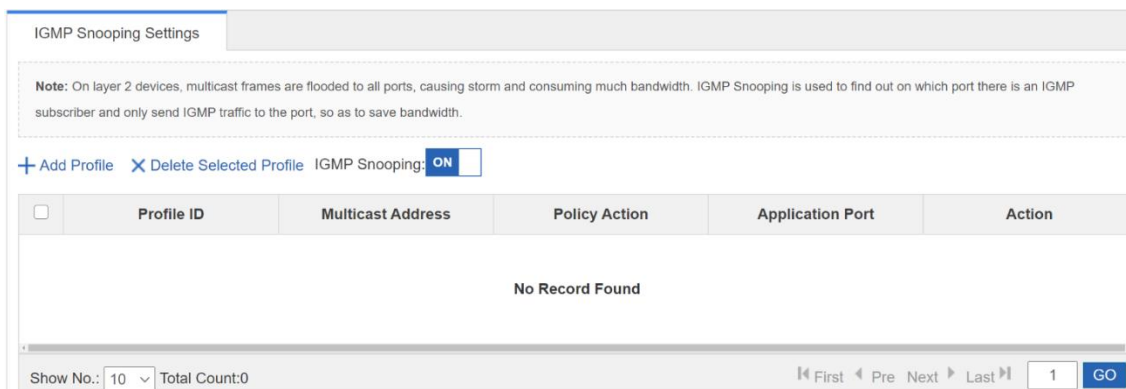 IGMP Snooping Settings
Note: On layer 2 devices, multicast frames are flooded to all ports, causing storm and consuming much bandwidth. IGMP Snooping is used to find out on which port there is an IGMP
subscriber and only send IGMP traffic to the port, so as to save bandwidth.
Add Profile Delete Selected Profile IGMP Snooping: ON
Profile ID Multicast Address Policy Action Application Port Action
No Record Found
Show No.: 10 Total Count:0 First Pre Next Last 1 GO